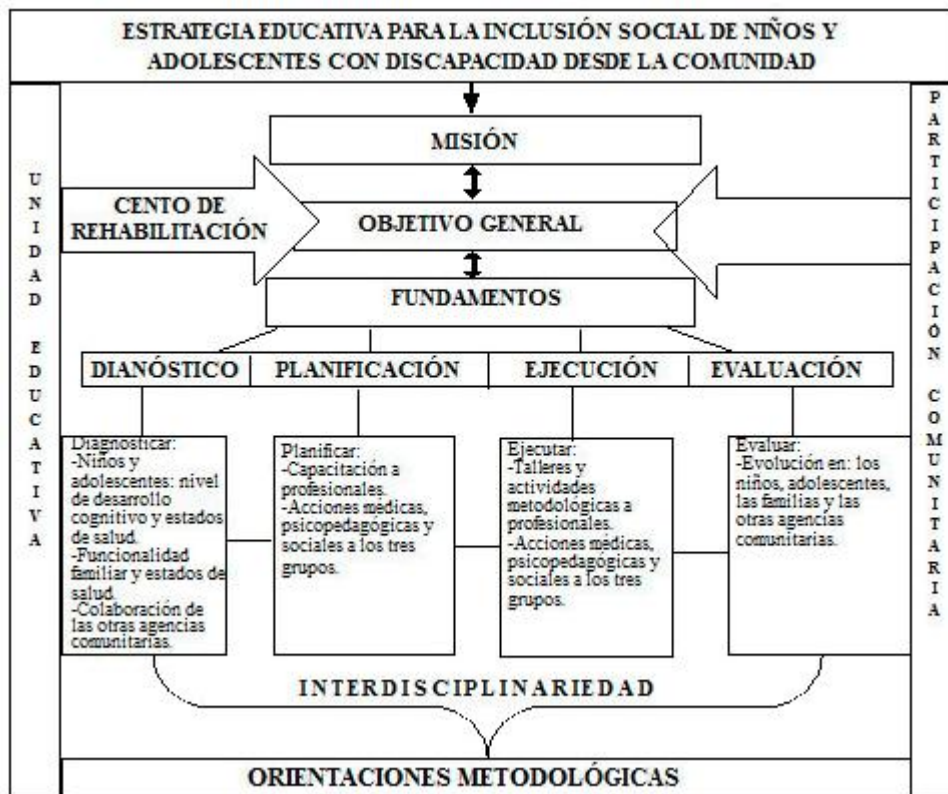 ESTRATEGIA EDUCATIVA PARA LA INCLUSIÓN SOCIAL DE NIÑOS Y
ADOLESCENTES CON DISCAPACIDAD DESDE LA COMUNIDAD
UNIDAD EDUCATIVA
MISIÓN
CENTO DE
REHABILITACIÓN
OBJETIVO GENERAL
FUNDAMENTOS
DIANÓSTICO
PLANIFICACIÓN
EJECUCIÓN
EVALUACIÓN
Diagnosticar:
-Niños y
adolescentes: nivel
de desarrollo
cognitivo y estados
de salud.
-Funcionalidad
familiar y estados de
salud.
-Colaboración de
las otras agencias
comunitarias.
Planificar:
-Capacitación a
profesionales.
-Acciones médicas,
psicopedagógicas y
sociales a los tres
grupos.
Ejecutar:
-Talleres y
actividades
metodológicas a
profesionales.
-Acciones médicas,
psicopedagógicas y
sociales a los tres
grupos.
Evaluar:
-Evolución en: los
niños, adolescentes,
las familias y las
otras agencias
comunitarias.
PARTICIPACIÓN COMUNITARIA
INTERDISCIPLINARIEDAD
ORIENTACIONES METODOLÓGICAS